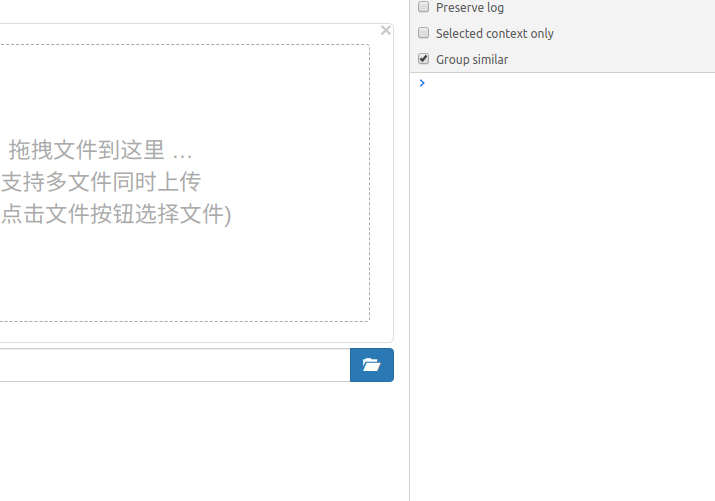 拖拽文件到这里 …
支持多文件同时上传
点击文件按钮选择文件)
Preserve log
Selected context only
Group similar